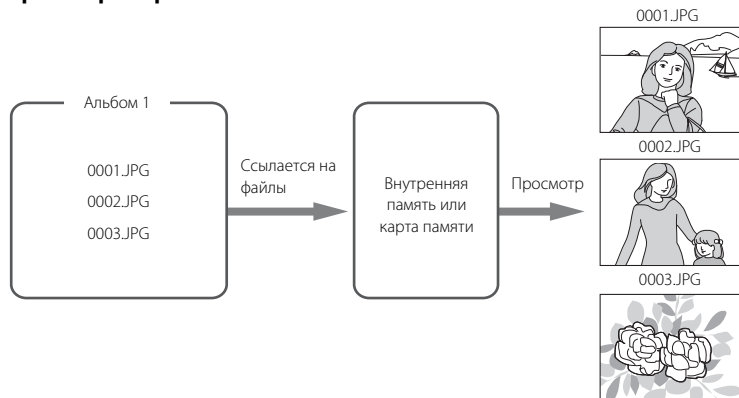 Альбом 1
0001.JPG
0002.JPG
0003.JPG
Ссылается на
файлы
Внутренняя
память или
карта памяти
Просмотр
0001.JPG
0002.JPG
0003.JPG